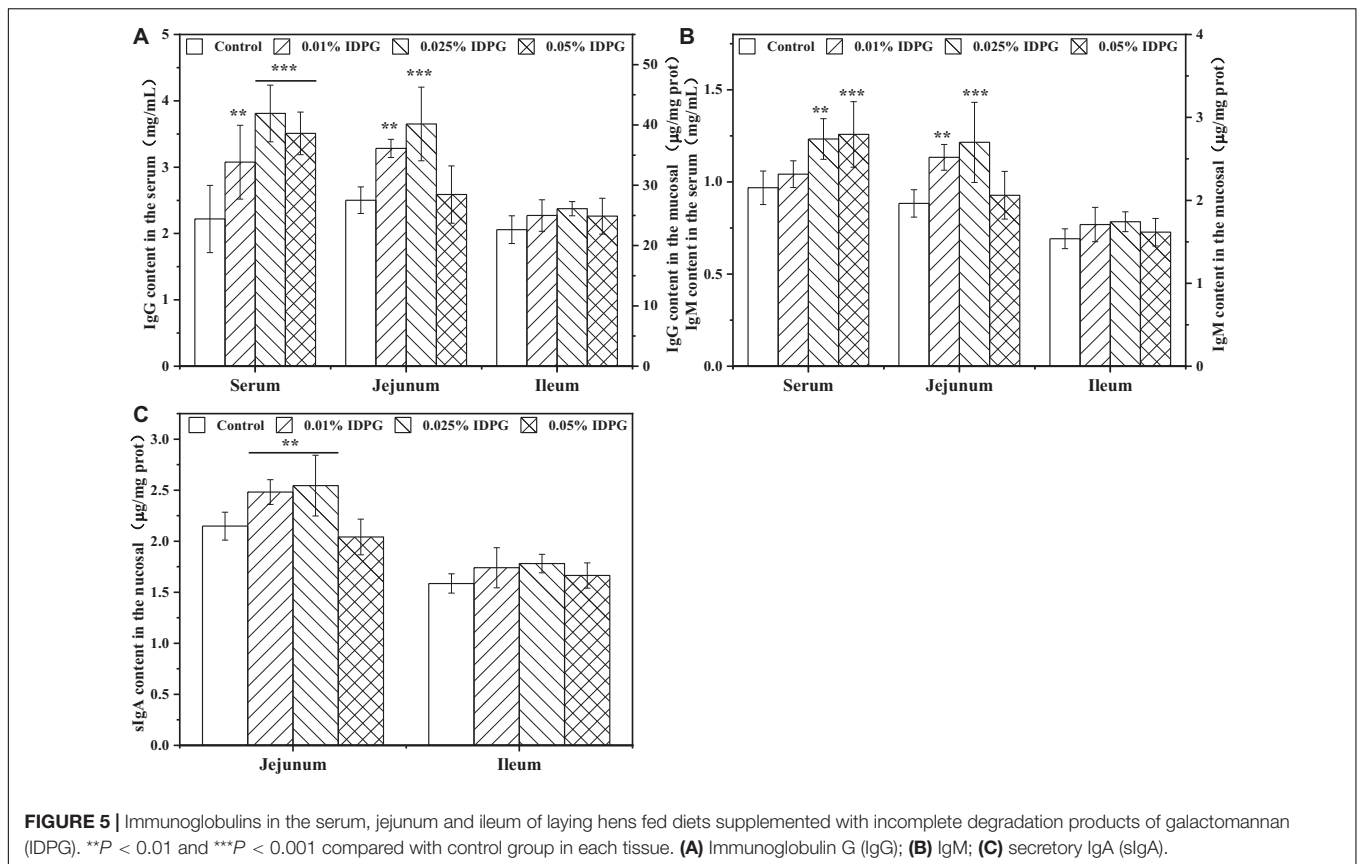 A
B
Control 0.01% IDPG 0.025% IDPG 0.05% IDPG
Control 0.01% IDPG 0.025% IDPG 0.05% IDPG
5
4
3
2
1
0
IgG content in the serum (mg/mL)
** *** ** ***
Serum Jejunum Ileum
50
40
30
20
10
0
IgG content in the mucosal (μg/mg prot)
IgM content in the serum (mg/mL)
1.5
1.0
0.5
0.0
** *** ** ***
Serum Jejunum Ileum
4
3
2
1
0
IgM content in the mucosal (μg/mg prot)
C
Control 0.01% IDPG 0.025% IDPG 0.05% IDPG
3.0
2.5
2.0
1.5
1.0
0.5
0.0
sIgA content in the nucosal (μg/mg prot)
**
Jejunum Ileum
FIGURE 5 | Immunoglobulins in the serum, jejunum and ileum of laying hens fed diets supplemented with incomplete degradation products of galactomannan
(IDPG). **P < 0.01 and ***P < 0.001 compared with control group in each tissue. (A) Immunoglobulin G (IgG); (B) IgM; (C) secretory IgA (sIgA).